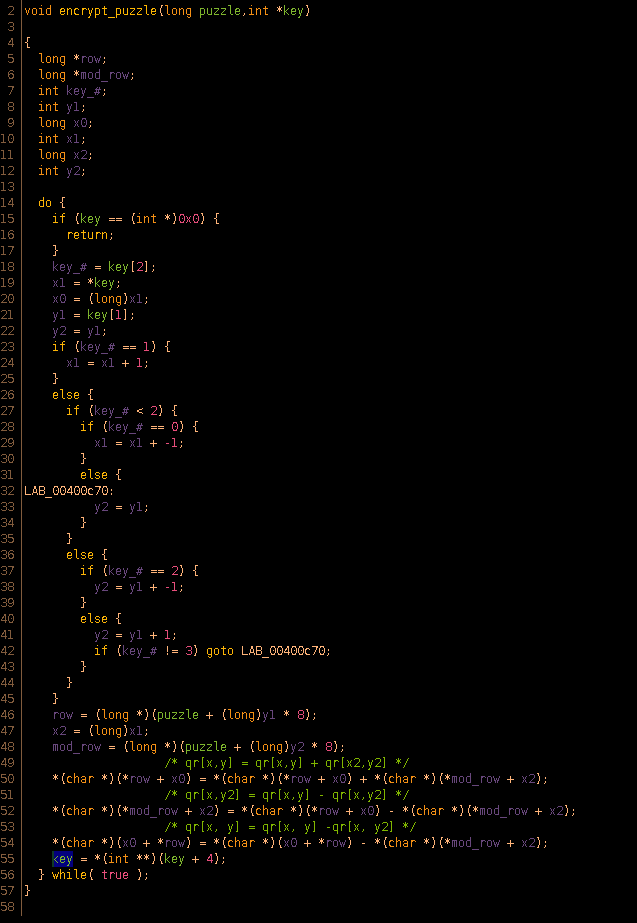 2 void encrypt_puzzle(long puzzle,int *key)
3
4 {
5   long *row;
6   long *mod_row;
7   int key_#;
8   int y1;
9   long x0;
10   int x1;
11   long x2;
12   int y2;
13
14   do {
15     if (key == (int *)0x0) {
16       return;
17     }
18     key_# = key[2];
19     x1 = *key;
20     x0 = (long)x1;
21     y1 = key[1];
22     y2 = y1;
23     if (key_# == 1) {
24       x1 = x1 + 1;
25     }
26     else {
27       if (key_# < 2) {
28         if (key_# == 0) {
29           x1 = x1 + -1;
30         }
31         else {
32 LAB_00400c70:
33           y2 = y1;
34         }
35       }
36       else {
37         if (key_# == 2) {
38           y2 = y1 + -1;
39         }
40         else {
41           y2 = y1 + 1;
42           if (key_# != 3) goto LAB_00400c70;
43         }
44       }
45     }
46     row = (long *)(puzzle + (long)y1 * 8);
47     x2 = (long)x1;
48     mod_row = (long *)(puzzle + (long)y2 * 8);
49                     /* qr[x,y] = qr[x,y] + qr[x2,y2] */
50     *(char *)(*row + x0) = *(char *)(*row + x0) + *(char *)(*mod_row + x2);
51                     /* qr[x,y2] = qr[x,y] - qr[x,y2] */
52     *(char *)(*mod_row + x2) = *(char *)(*row + x0) - *(char *)(*mod_row + x2);
53                     /* qr[x, y] = qr[x, y] -qr[x, y2] */
54     *(char *)(x0 + *row) = *(char *)(x0 + *row) - *(char *)(*mod_row + x2);
55     key = *(int **)(key + 4);
56   } while( true );
57 }
58